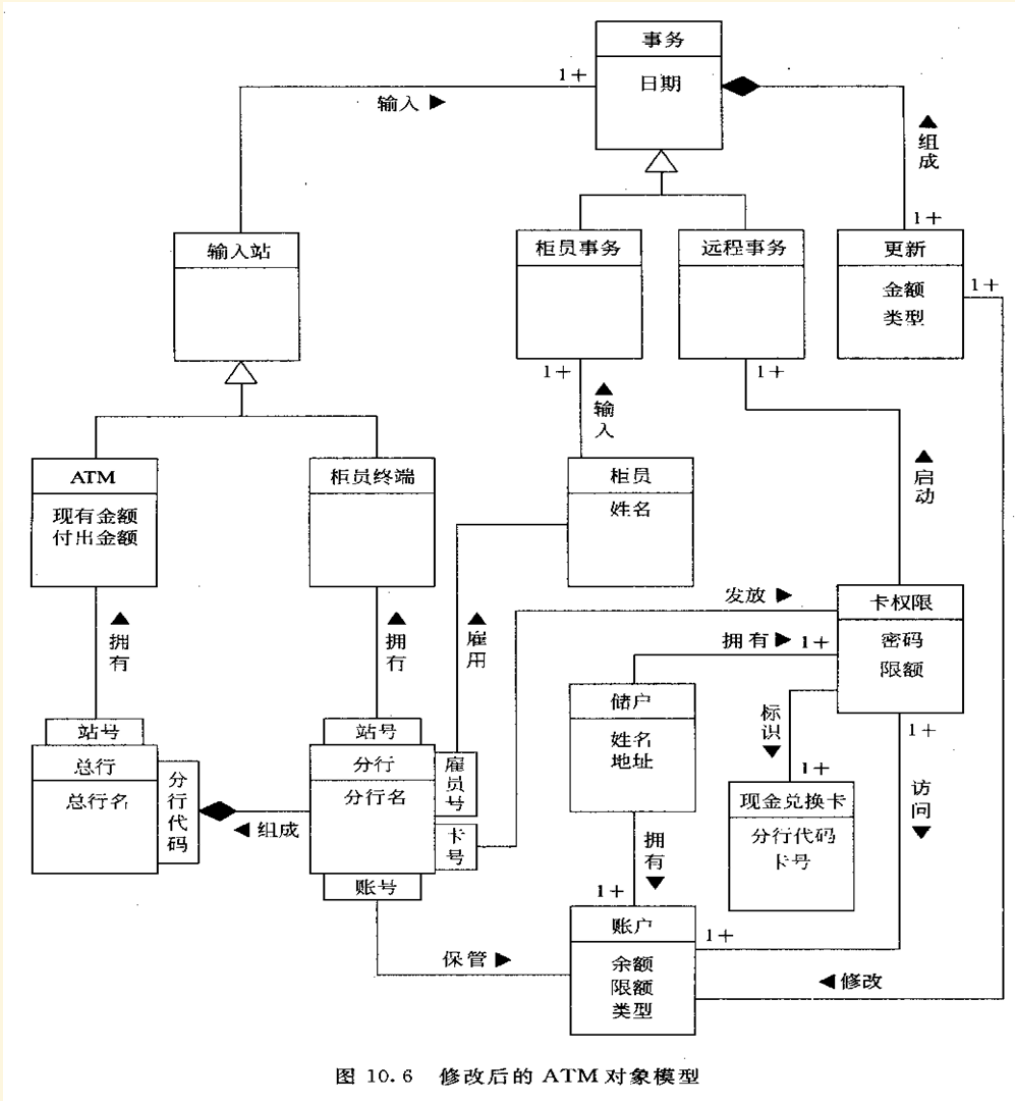 事务
日期
1+
输入 ▶
▲
组
成
1+
输入站
柜员事务
远程事务
更新
金额
类型
1+
1+
1+
▲
输
入
ATM
现有金额
付出金额
柜员终端
柜员
姓名
▲
启
动
▲
拥
有
▲
拥
有
▲
雇
用
发放 ▶
卡权限
密码
限额
拥有 ▶
1+
储户
姓名
地址
标
识
▼
1+
站号
总行
总行名
分
行
代
码
◀ 组成
站号
分行
分行名
雇
员
号
卡
号
账号
1+
现金兑换卡
分行代码
卡号
访
问
▼
拥
有
▼
1+
1+
保管 ▶
账户
余额
限额
类型
◀ 修改
图 10.6 修改后的 ATM 对象模型